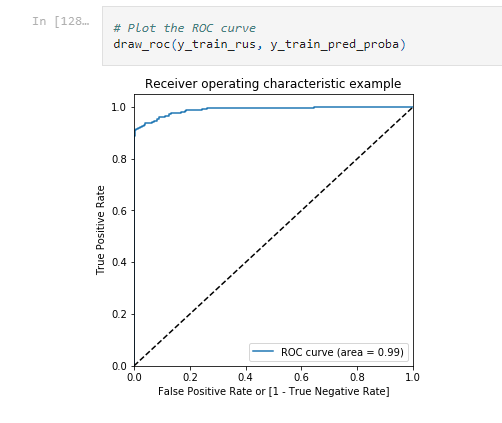 In [128…
# Plot the ROC curve
draw_roc(y_train_rus, y_train_pred_proba)
Receiver operating characteristic example
1.0
0.8
0.6
0.4
0.2
0.0
True Positive Rate
ROC curve (area = 0.99)
0.0 0.2 0.4 0.6 0.8 1.0
False Positive Rate or [1 - True Negative Rate]